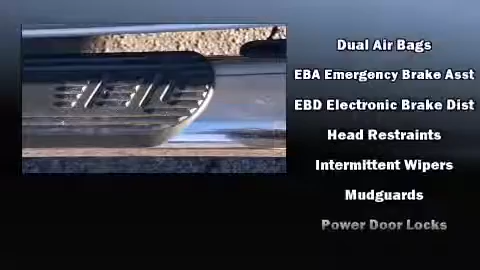 Dual Air Bags
EBA Emergency Brake Asst
EBD Electronic Brake Dist
Head Restraints
Intermittent Wipers
Mudguards
Power Door Locks